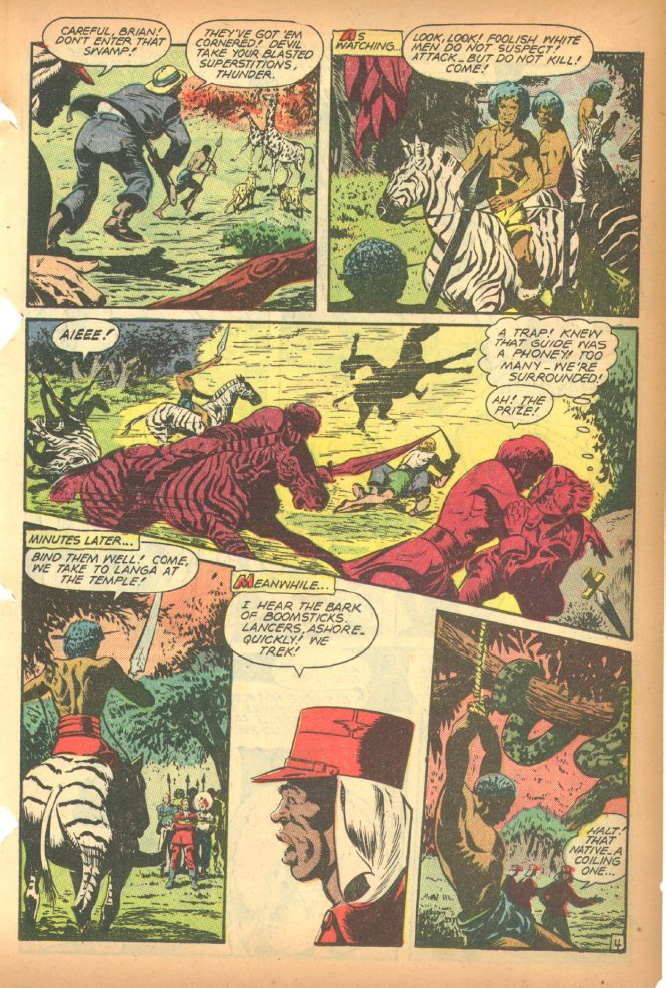 CAREFUL, BRIAN!
DON'T ENTER THAT
SWAMP!
THEY'VE GOT 'EM
CORNERED! DEVIL
TAKE YOUR BLASTED
SUPERSTITIONS,
THUNDER.
AS
WATCHING...
LOOK, LOOK! FOOLISH WHITE
MEN DO NOT SUSPECT!
ATTACK - BUT DO NOT KILL!
COME!
AIEEE!
A TRAP! KNEW
THAT GUIDE WAS
A PHONEY! TOO
MANY - WE'RE
SURROUNDED!
AH! THE
PRIZE!
MINUTES LATER...
BIND THEM WELL! COME,
WE TAKE TO LANGA AT
THE TEMPLE!
MEANWHILE...
I HEAR THE BARK
OF BOOMSTICKS.
LANCERS, ASHORE-
QUICKLY! WE
TREK!
HALT!
THAT
NATIVE - A
COILING
ONE...
4